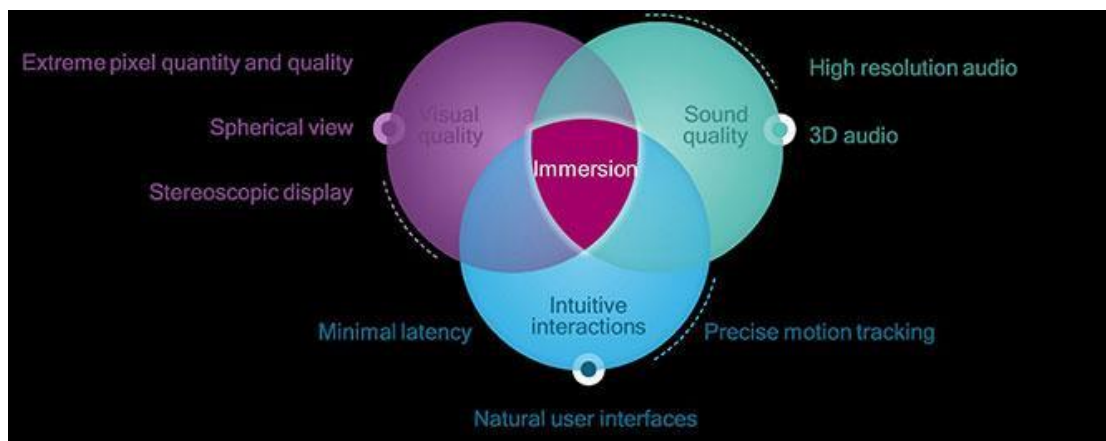 Extreme pixel quantity and quality
Spherical view
Stereoscopic display
Visual
quality
Immersion
Sound
quality
High resolution audio
3D audio
Intuitive
interactions
Minimal latency
Precise motion tracking
Natural user interfaces